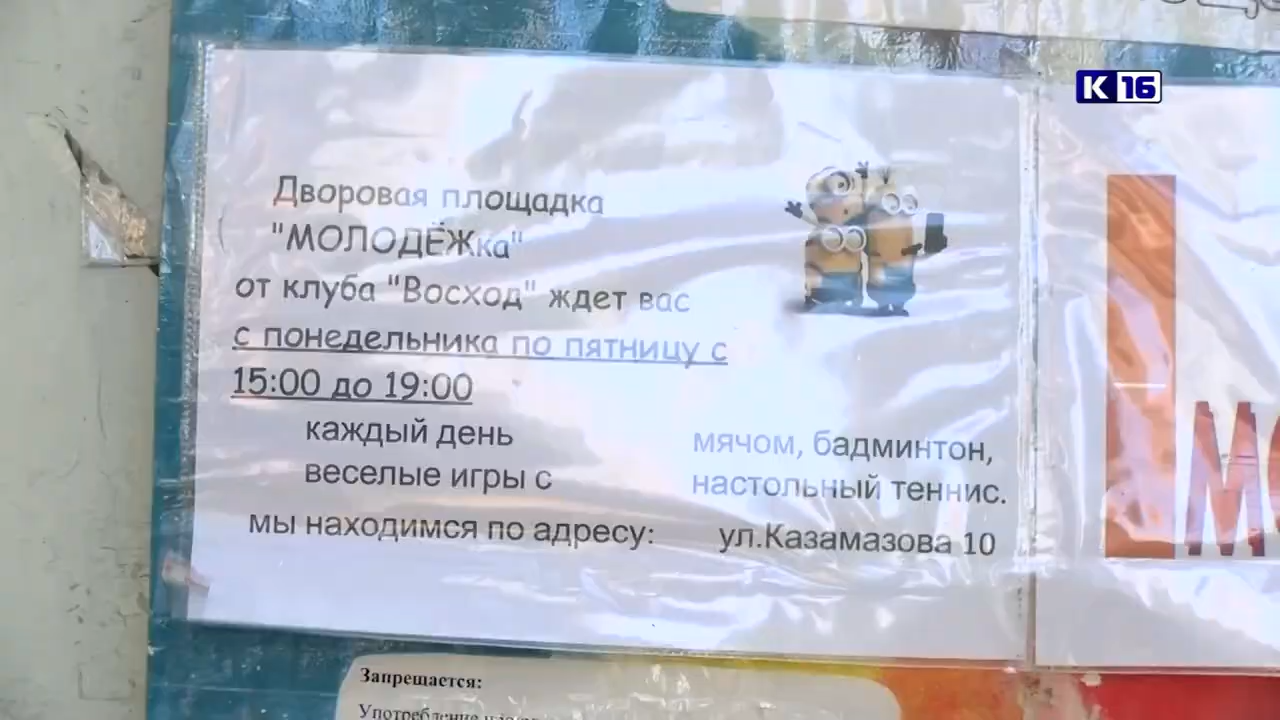 К 16
Дворовая площадка
"МОЛОДЁЖка"
от клуба "Восход" ждет вас
с понедельника по пятницу с
15:00 до 19:00
каждый день
веселые игры с
мячом, бадминтон,
настольный теннис.
мы находимся по адресу: ул.Казамазова 10
Запрещается:
Употребление